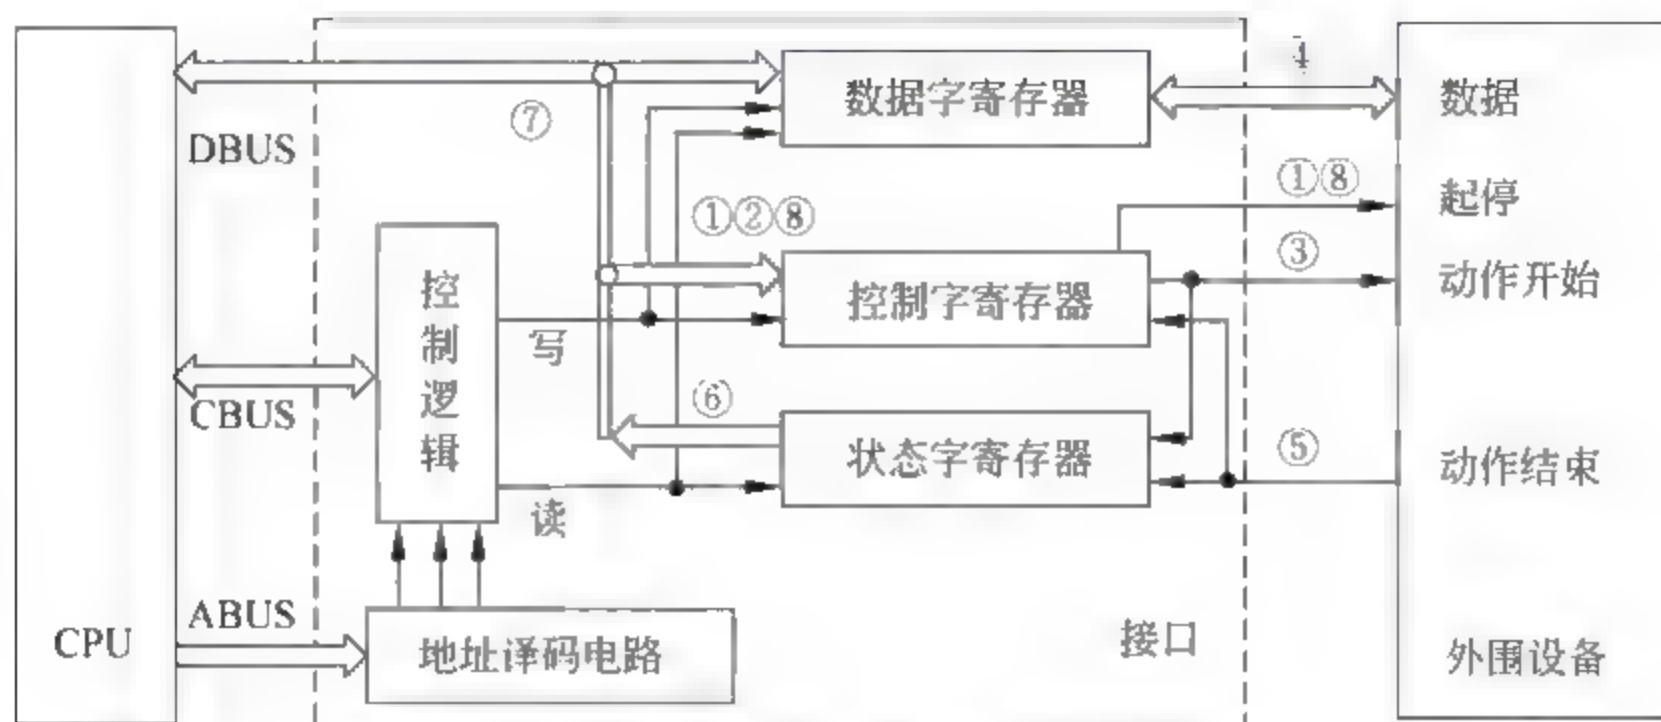 4
数据字寄存器
数据
⑦
DBUS
①②⑧
①⑧
起停
③
控制逻辑
控制字寄存器
动作开始
写
CBUS
⑥
状态字寄存器
⑤
动作结束
读
ABUS
CPU
地址译码电路
接口
外围设备